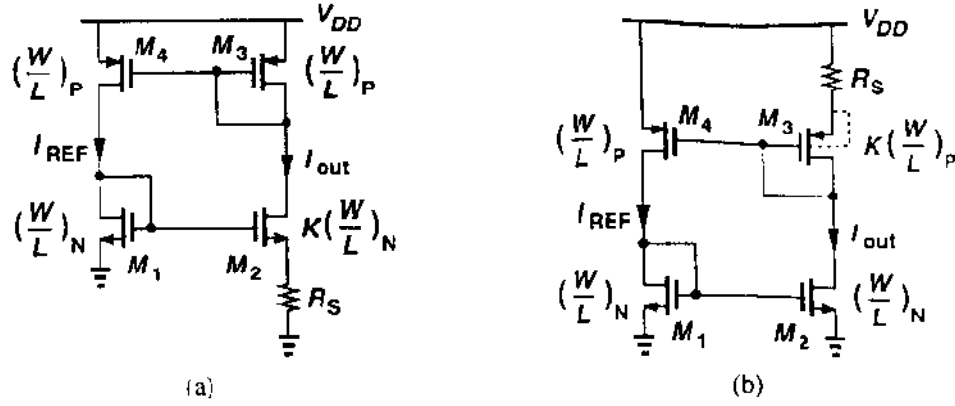 V_DD
M_4
M_3
(W/L)_P
(W/L)_P
I_REF
I_out
(W/L)_N
K(W/L)_N
M_1
M_2
R_S
(a)
V_DD
R_S
M_4
M_3
(W/L)_P
K(W/L)_P
I_REF
I_out
(W/L)_N
(W/L)_N
M_1
M_2
(b)